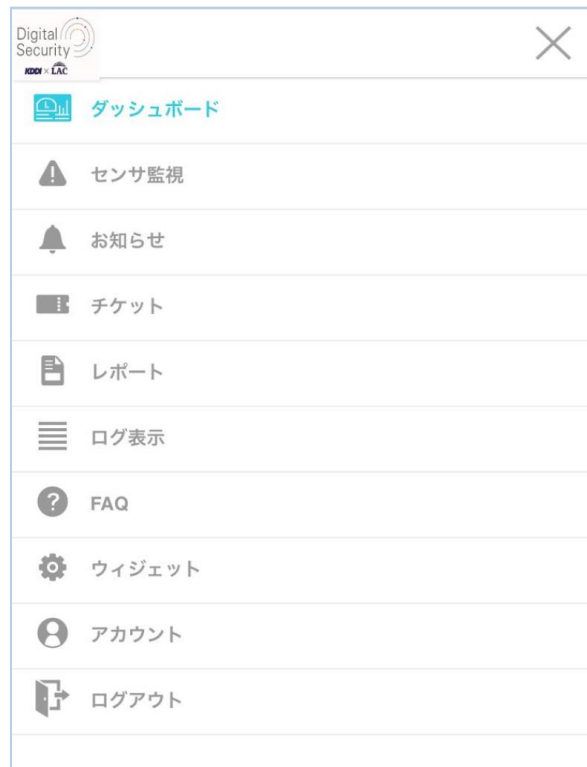 Digital
Security
KDDI × LAC
ダッシュボード
センサ監視
お知らせ
チケット
レポート
ログ表示
FAQ
ウィジェット
アカウント
ログアウト